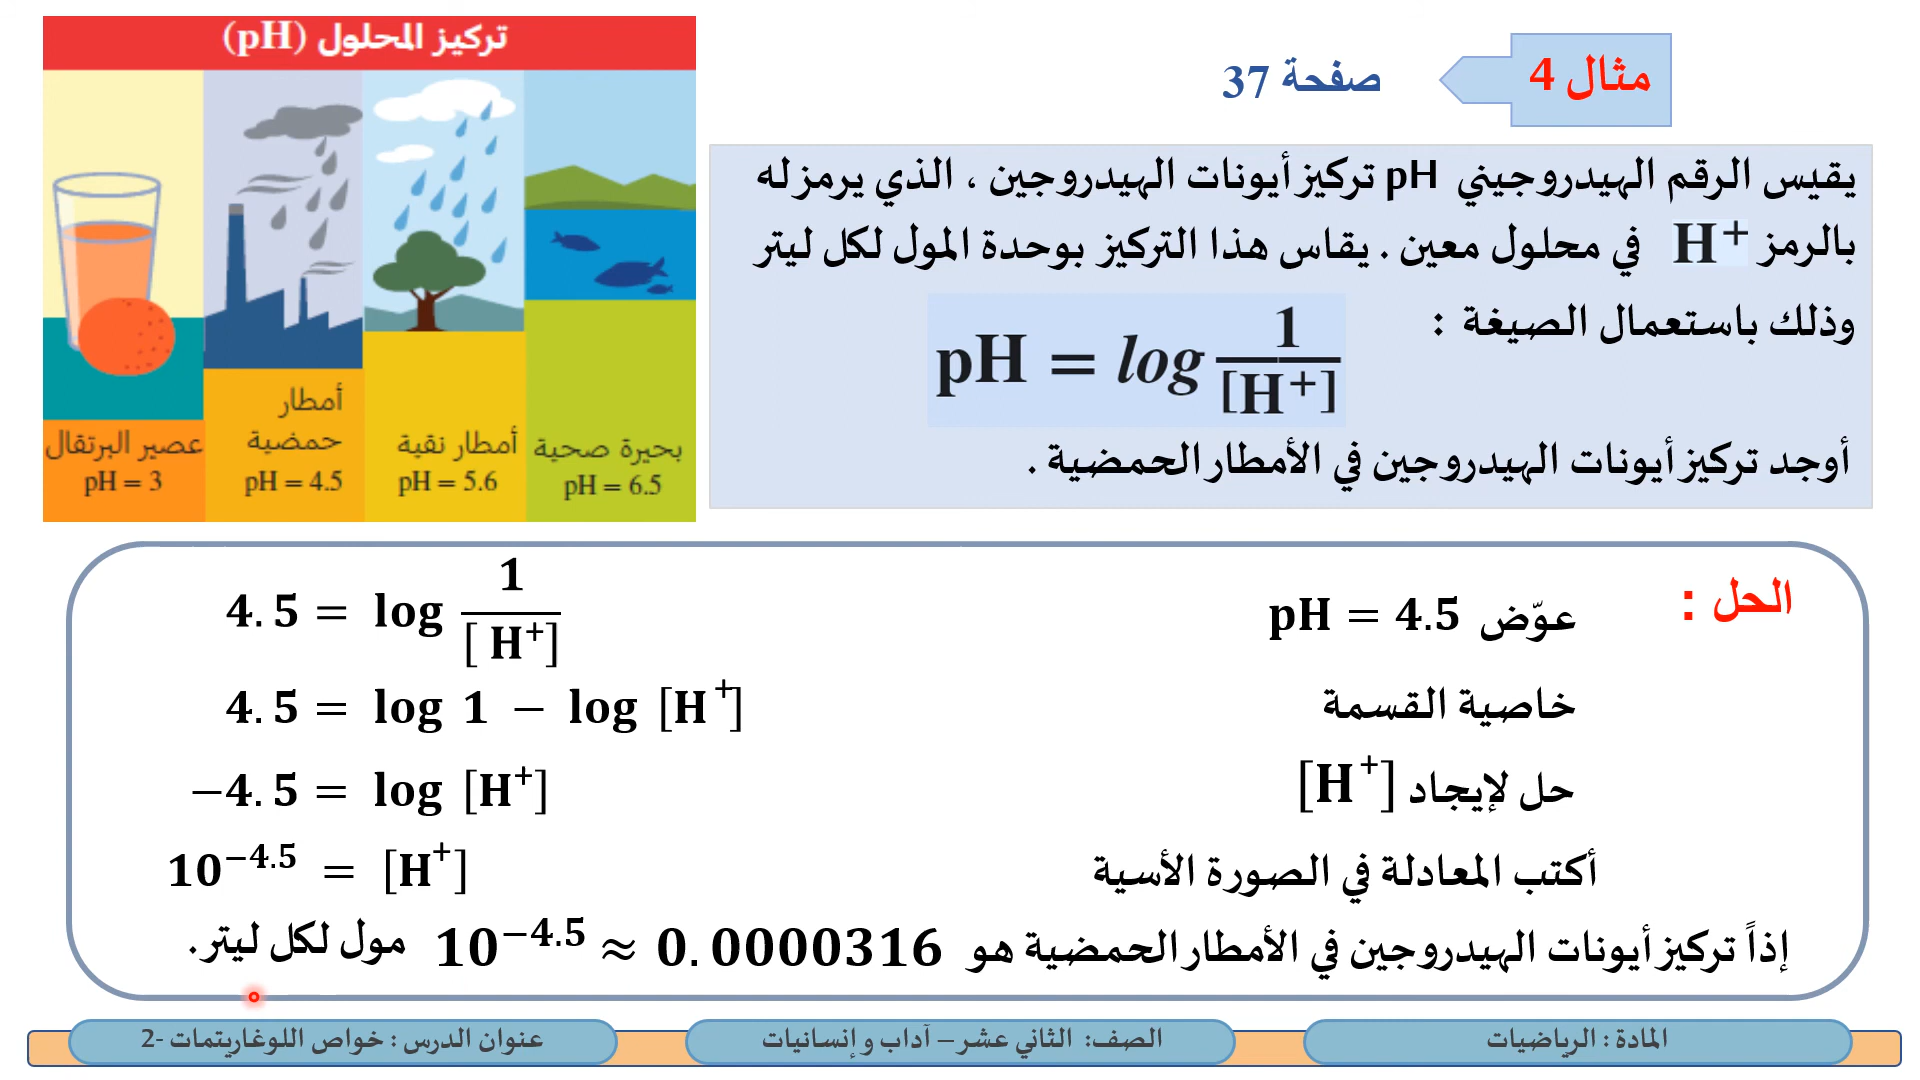 مثال 4
صفحة 37
يقيس الرقم الهيدروجيني pH تركيز أيونات الهيدروجين ، الذي يرمز له
بالرمز H⁺ في محلول معين . يقاس هذا التركيز بوحدة المول لكل ليتر
وذلك باستعمال الصيغة :
pH = log 1/[H⁺]
أوجد تركيز أيونات الهيدروجين في الأمطار الحمضية .
تركيز المحلول (pH)
بحيرة صحية
pH = 6.5
أمطار نقية
pH = 5.6
أمطار
حمضية
pH = 4.5
عصير البرتقال
pH = 3
الحل :
عوّض pH = 4.5
4.5 = log 1/[ H⁺]
خاصية القسمة
4.5 = log 1 − log [H⁺]
حل لإيجاد [H⁺]
−4.5 = log [H⁺]
أكتب المعادلة في الصورة الأسية
10⁻⁴·⁵ = [H⁺]
إذاً تركيز أيونات الهيدروجين في الأمطار الحمضية هو 10⁻⁴·⁵ ≈ 0.0000316 مول لكل ليتر.
المادة : الرياضيات
الصف: الثاني عشر – آداب و إنسانيات
عنوان الدرس : خواص اللوغاريتمات -2